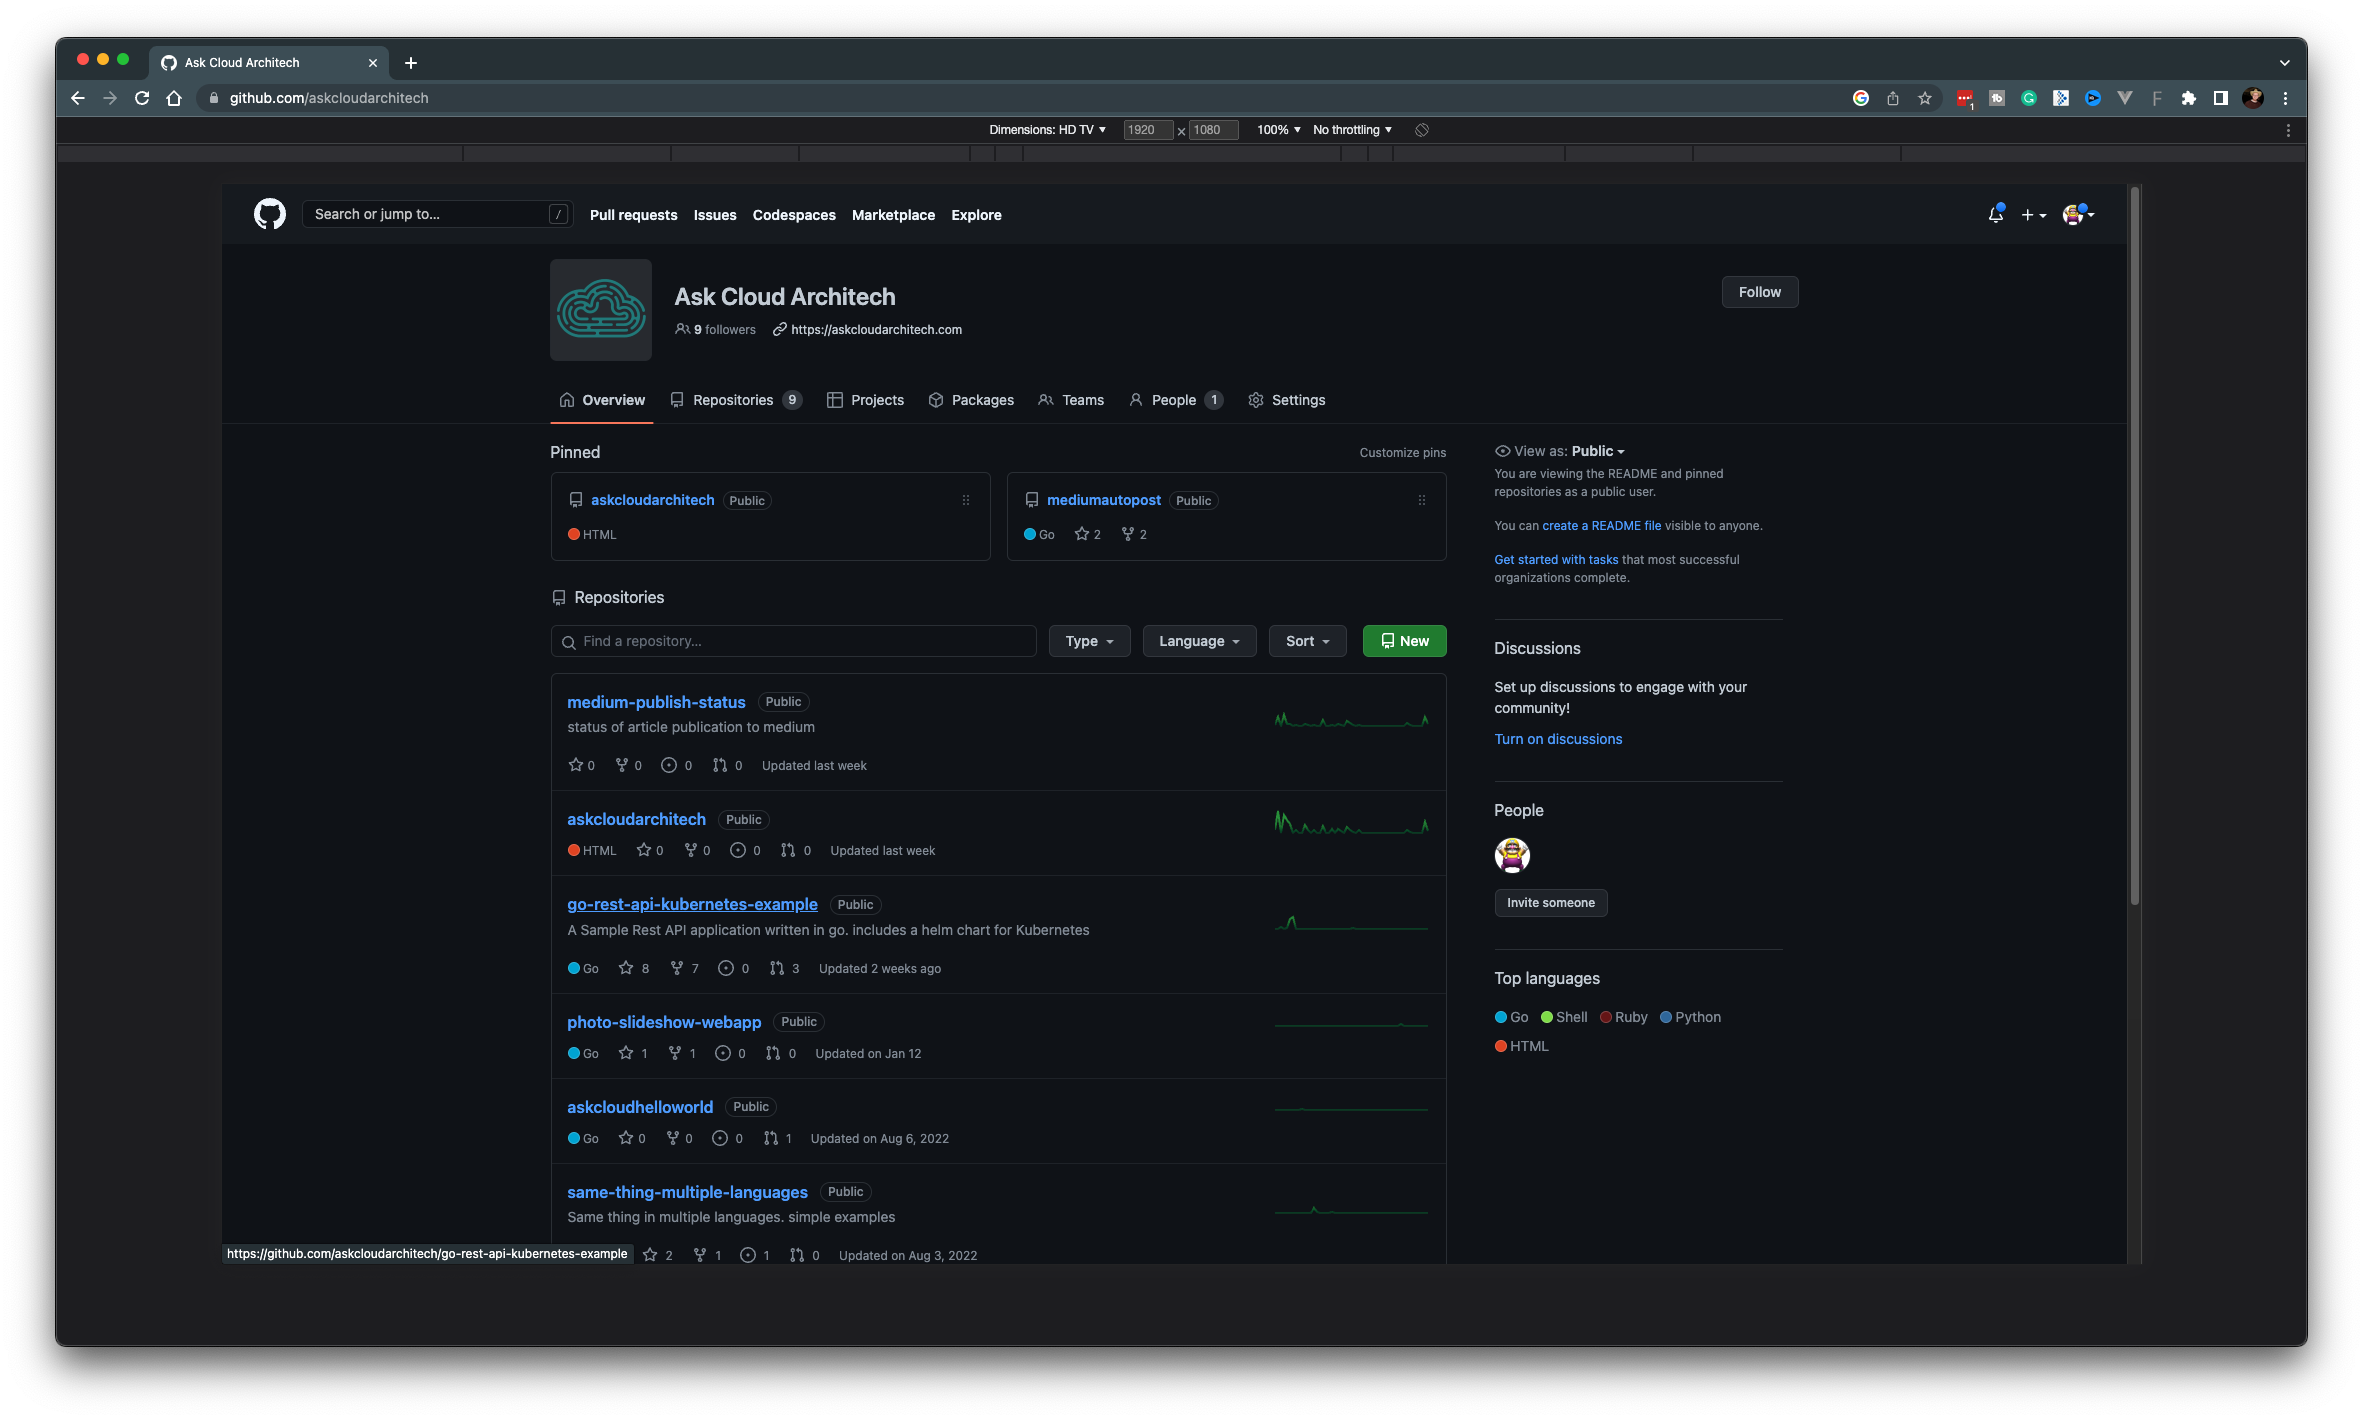 Ask Cloud Architech
github.com/askcloudarchitech
Dimensions: HD TV 1920 × 1080 100% No throttling
Search or jump to... / Pull requests Issues Codespaces Marketplace Explore
Ask Cloud Architech
Follow
9 followers https://askcloudarchitech.com
Overview Repositories 9 Projects Packages Teams People 1 Settings
Pinned Customize pins
askcloudarchitech Public
HTML
mediumautopost Public
Go 2 2
Repositories
Find a repository... Type Language Sort New
medium-publish-status Public
status of article publication to medium
0 0 0 0 Updated last week
askcloudarchitech Public
HTML 0 0 0 0 Updated last week
go-rest-api-kubernetes-example Public
A Sample Rest API application written in go. includes a helm chart for Kubernetes
Go 8 7 0 3 Updated 2 weeks ago
photo-slideshow-webapp Public
Go 1 1 0 0 Updated on Jan 12
askcloudhelloworld Public
Go 0 0 0 1 Updated on Aug 6, 2022
same-thing-multiple-languages Public
Same thing in multiple languages. simple examples
2 1 1 0 Updated on Aug 3, 2022
View as: Public
You are viewing the README and pinned
repositories as a public user.
You can create a README file visible to anyone.
Get started with tasks that most successful
organizations complete.
Discussions
Set up discussions to engage with your
community!
Turn on discussions
People
Invite someone
Top languages
Go Shell Ruby Python
HTML
https://github.com/askcloudarchitech/go-rest-api-kubernetes-example